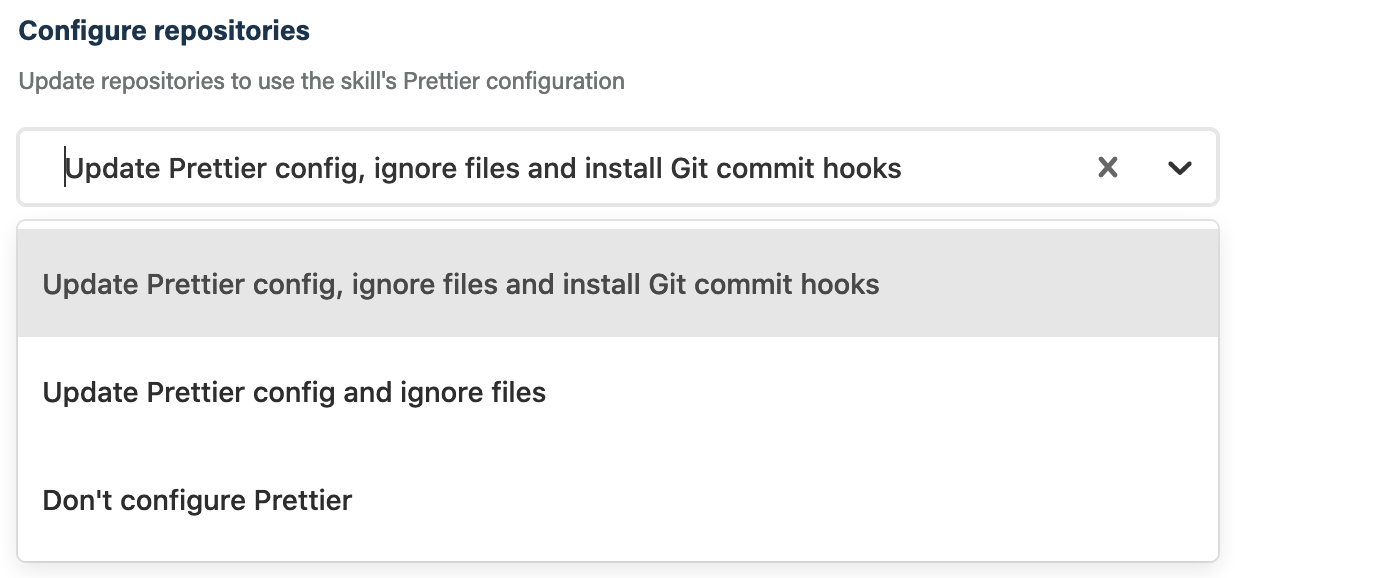 Configure repositories
Update repositories to use the skill's Prettier configuration
Update Prettier config, ignore files and install Git commit hooks
Update Prettier config, ignore files and install Git commit hooks
Update Prettier config and ignore files
Don't configure Prettier